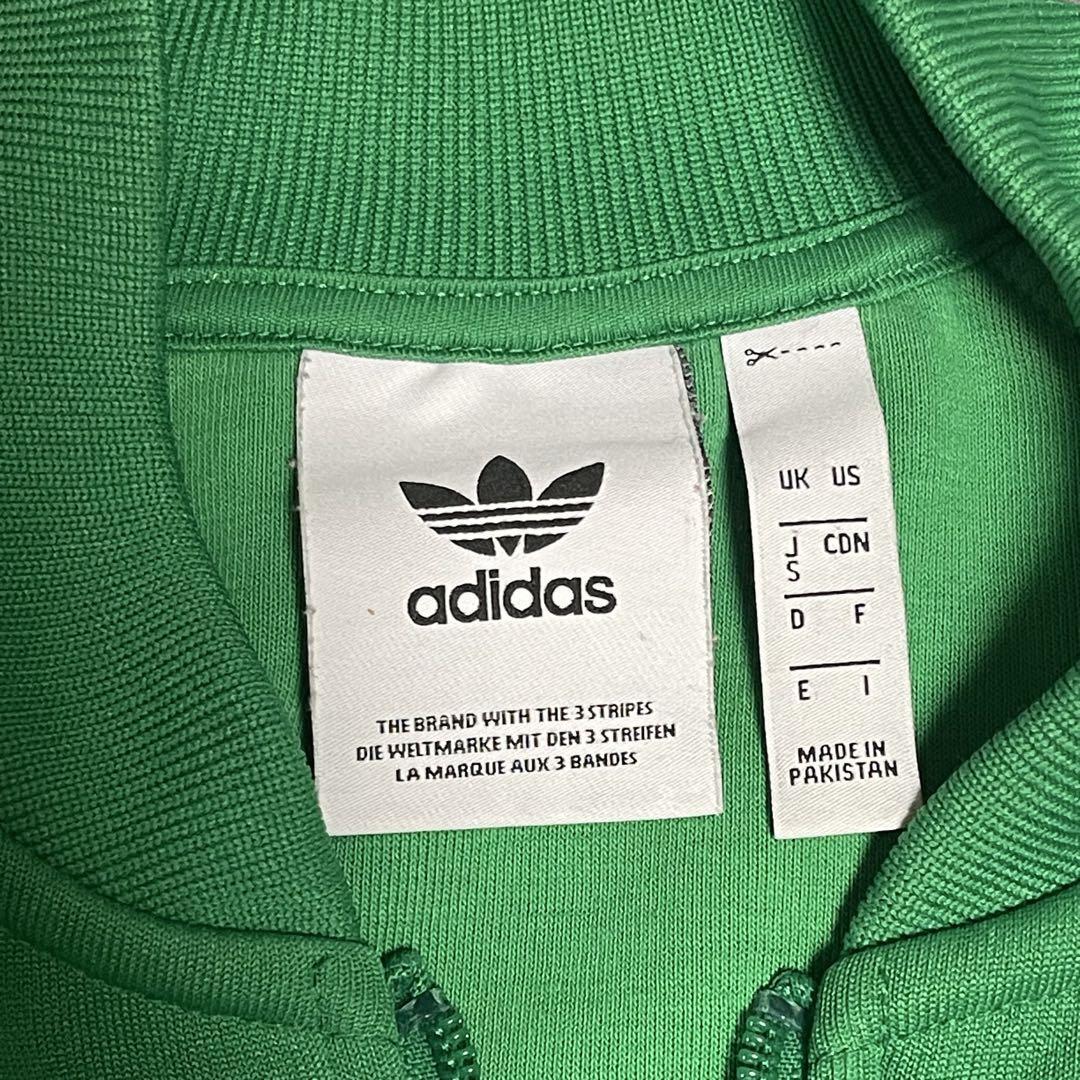 adidas
THE BRAND WITH THE 3 STRIPES
DIE WELTMARKE MIT DEN 3 STREIFEN
LA MARQUE AUX 3 BANDES
UK US
J CDN
S
D F
E I
MADE IN
PAKISTAN